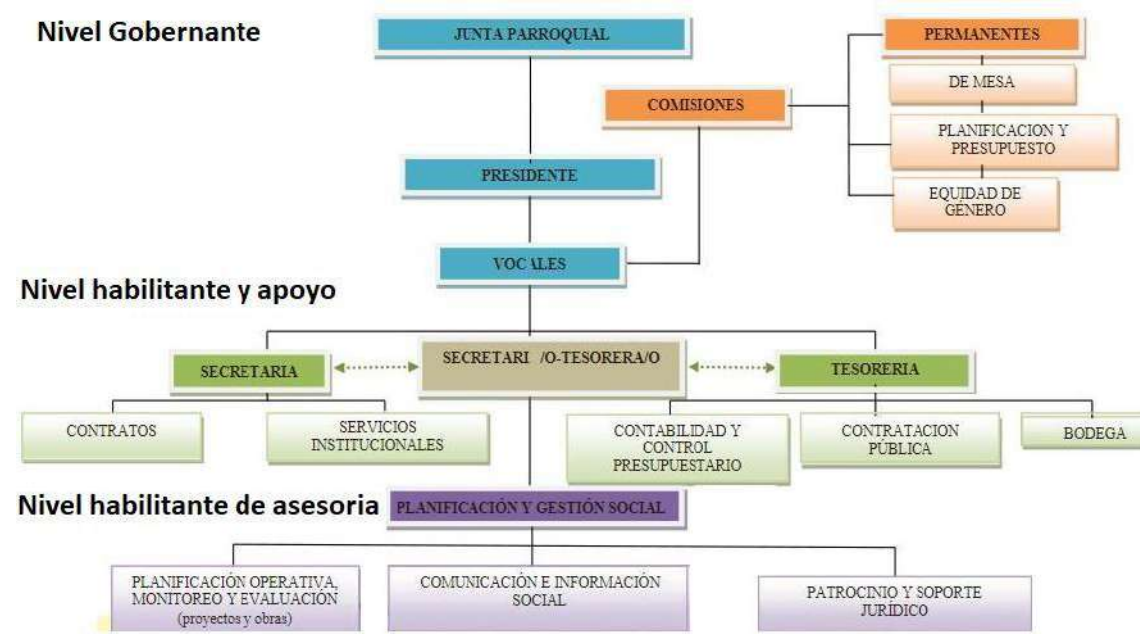 Nivel Gobernante
JUNTA PARROQUIAL
PERMANENTES
DE MESA
COMISIONES
PLANIFICACION Y
PRESUPUESTO
PRESIDENTE
EQUIDAD DE
GÉNERO
VOCALES
Nivel habilitante y apoyo
SECRETARIA
SECRETARI /O-TESORERA/O
TESORERIA
CONTRATOS
SERVICIOS
INSTITUCIONALES
CONTABILIDAD Y
CONTROL
PRESUPUESTARIO
CONTRATACION
PÚBLICA
BODEGA
Nivel habilitante de asesoria
PLANIFICACIÓN Y GESTIÓN SOCIAL
PLANIFICACIÓN OPERATIVA,
MONITOREO Y EVALUACIÓN
(proyectos y obras)
COMUNICACIÓN E INFORMACIÓN
SOCIAL
PATROCINIO Y SOPORTE
JURÍDICO